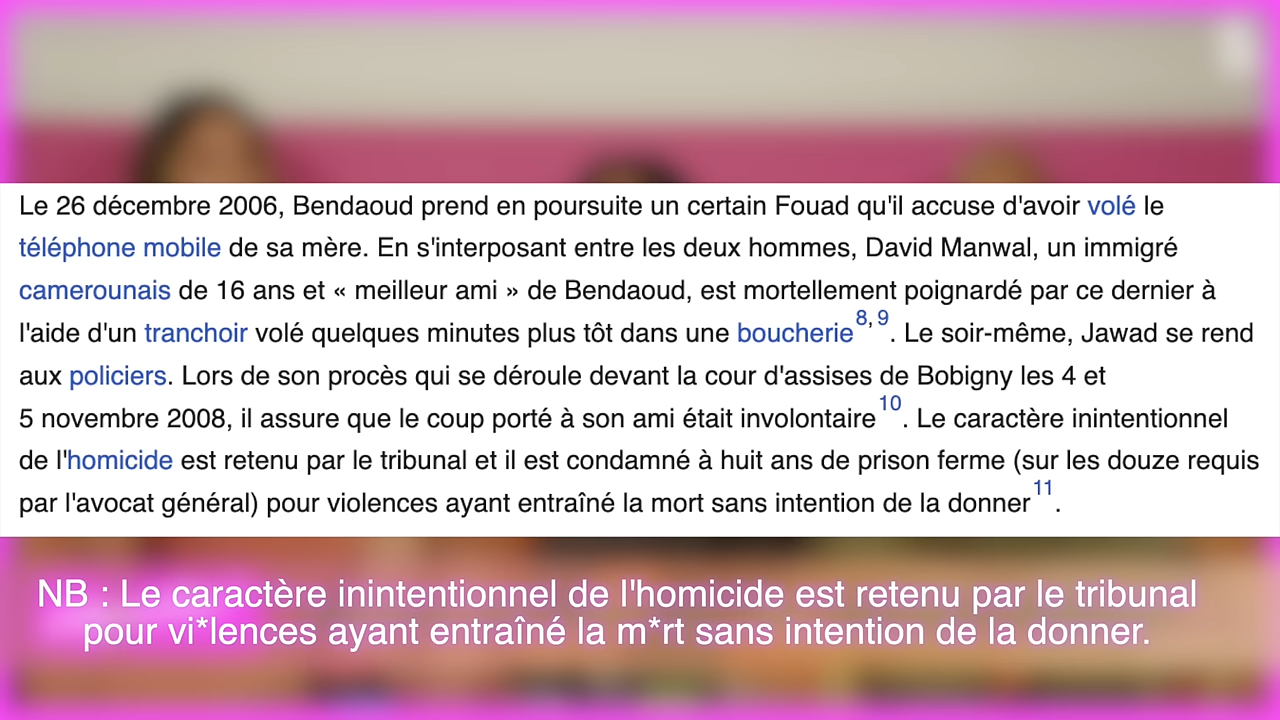 Le 26 décembre 2006, Bendaoud prend en poursuite un certain Fouad qu'il accuse d'avoir volé le
téléphone mobile de sa mère. En s'interposant entre les deux hommes, David Manwal, un immigré
camerounais de 16 ans et « meilleur ami » de Bendaoud, est mortellement poignardé par ce dernier à
l'aide d'un tranchoir volé quelques minutes plus tôt dans une boucherie8, 9. Le soir-même, Jawad se rend
aux policiers. Lors de son procès qui se déroule devant la cour d'assises de Bobigny les 4 et
5 novembre 2008, il assure que le coup porté à son ami était involontaire10. Le caractère inintentionnel
de l'homicide est retenu par le tribunal et il est condamné à huit ans de prison ferme (sur les douze requis
par l'avocat général) pour violences ayant entraîné la mort sans intention de la donner11.
NB : Le caractère inintentionnel de l'homicide est retenu par le tribunal
pour vi*lences ayant entraîné la m*rt sans intention de la donner.